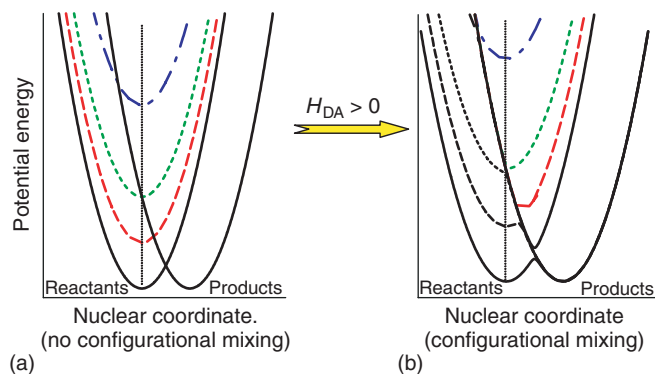 Potential energy
Reactants
Products
Nuclear coordinate.
(no configurational mixing)
(a)
H_DA > 0
Reactants
Products
Nuclear coordinate
(configurational mixing)
(b)